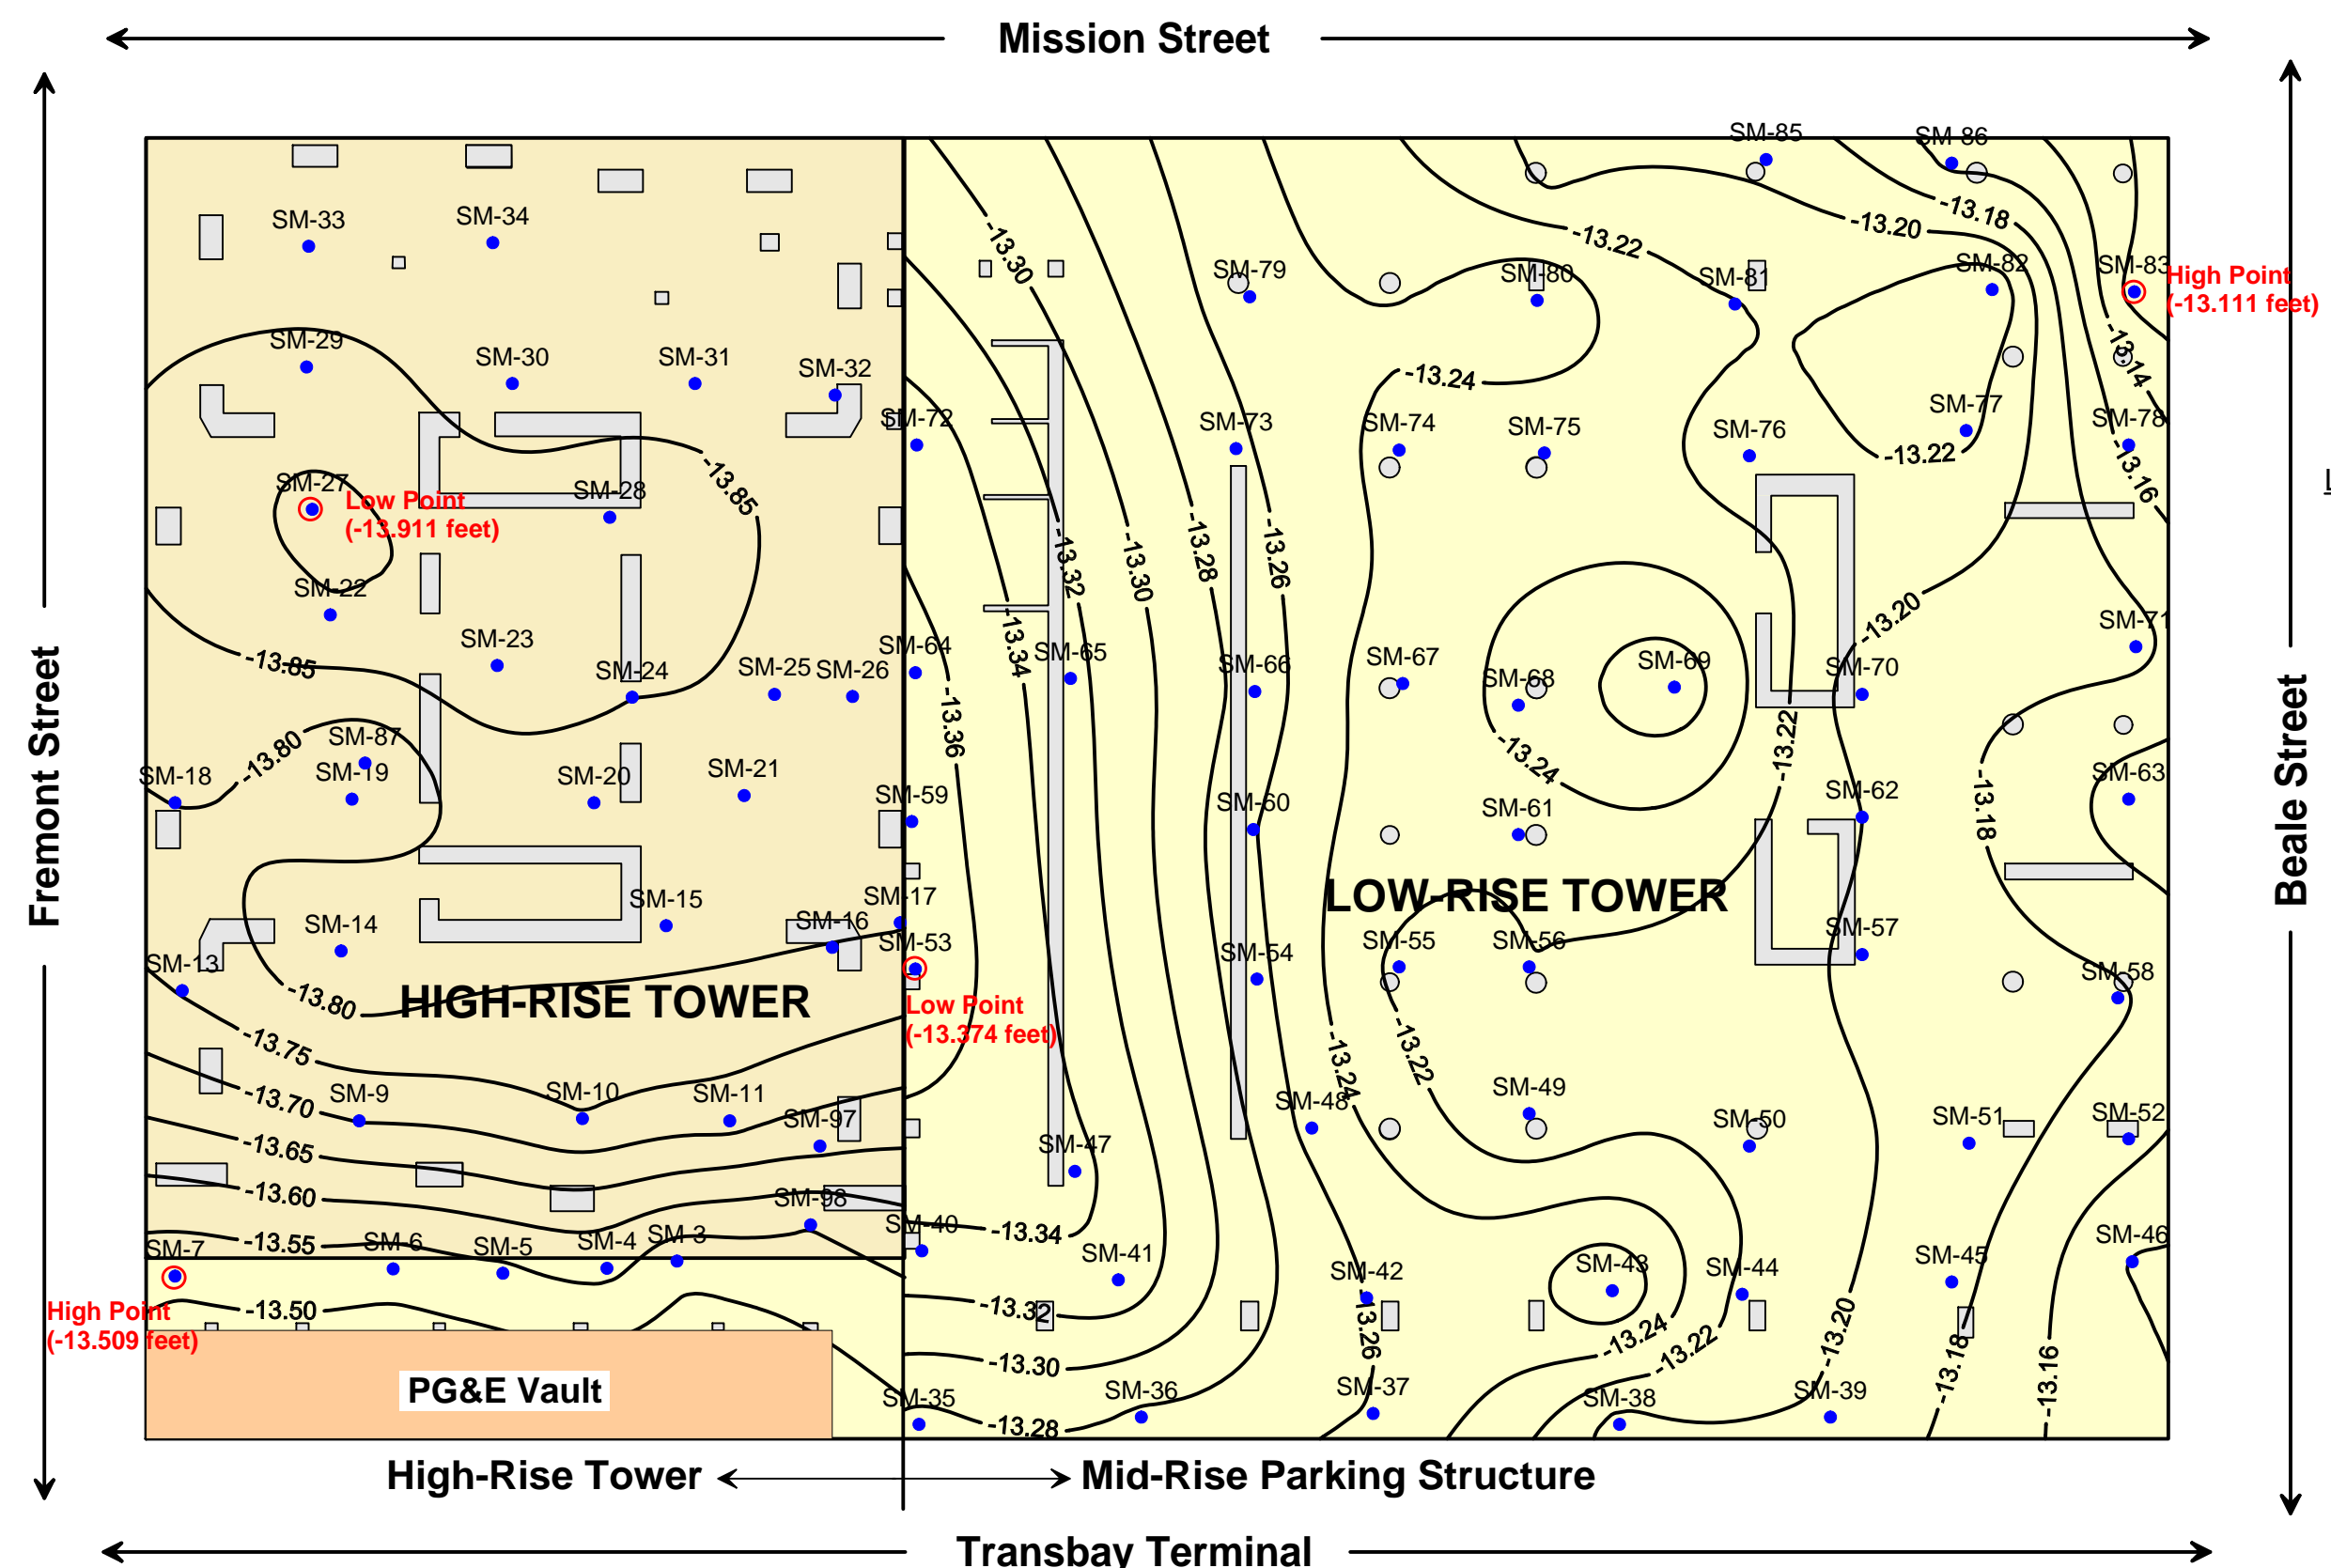 Mission Street
SM-85
SM-86
-13.18
SM-33
SM-34
-13.20
-13.22
-13.30
SM-79
SM-80
SM-81
SM-82
SM-83
High Point
(-13.111 feet)
SM-29
SM-30
SM-31
SM-32
-13.24
-13.14
SM-72
SM-73
SM-74
SM-75
SM-76
SM-77
SM-78
-13.22
-13.85
-13.16
SM-27
Low Point
(-13.911 feet)
SM-28
-13.32
-13.30
-13.28
-13.26
SM-22
SM-23
SM-24
SM-25
SM-26
-13.85
SM-64
-13.34
SM-65
SM-66
SM-67
SM-68
SM-69
SM-70
-13.20
SM-71
-13.36
-13.24
-13.22
-13.80
SM-87
SM-18
SM-19
SM-20
SM-21
SM-59
SM-60
SM-61
SM-62
SM-63
-13.18
Fremont Street
Beale Street
LOW-RISE TOWER
SM-13
SM-14
SM-15
SM-16
SM-17
SM-53
SM-54
SM-55
SM-56
SM-57
SM-58
-13.80
HIGH-RISE TOWER
Low Point
(-13.374 feet)
-13.75
-13.24
-13.22
-13.70
SM-9
SM-10
SM-11
SM-97
SM-47
SM-48
SM-49
SM-50
SM-51
SM-52
-13.65
-13.60
SM-98
-13.55
SM-7
SM-6
SM-5
SM-4
SM-3
SM-40
-13.34
SM-41
SM-42
SM-43
SM-44
SM-45
SM-46
High Point
(-13.509 feet)
-13.50
-13.32
-13.26
-13.24
-13.22
-13.20
-13.18
-13.16
-13.30
PG&E Vault
SM-35
SM-36
SM-37
SM-38
SM-39
-13.28
High-Rise Tower
Mid-Rise Parking Structure
Transbay Terminal